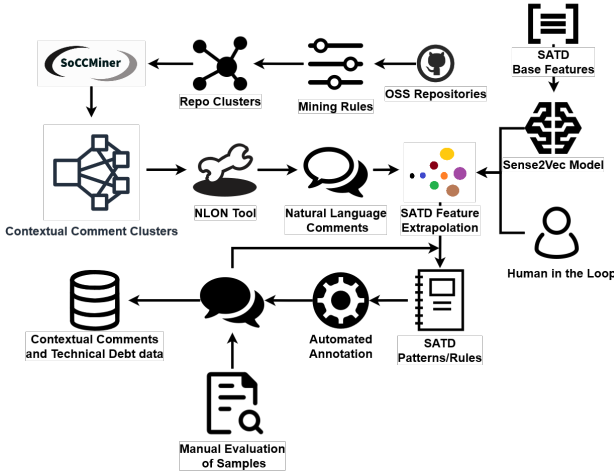 SoCCMiner
Repo Clusters
Mining Rules
OSS Repositories
SATD
Base Features
Sense2Vec Model
Contextual Comment Clusters
NLON Tool
Natural Language
Comments
SATD Feature
Extrapolation
Human in the Loop
Contextual Comments
and Technical Debt data
Automated
Annotation
SATD
Patterns/Rules
Manual Evaluation
of Samples